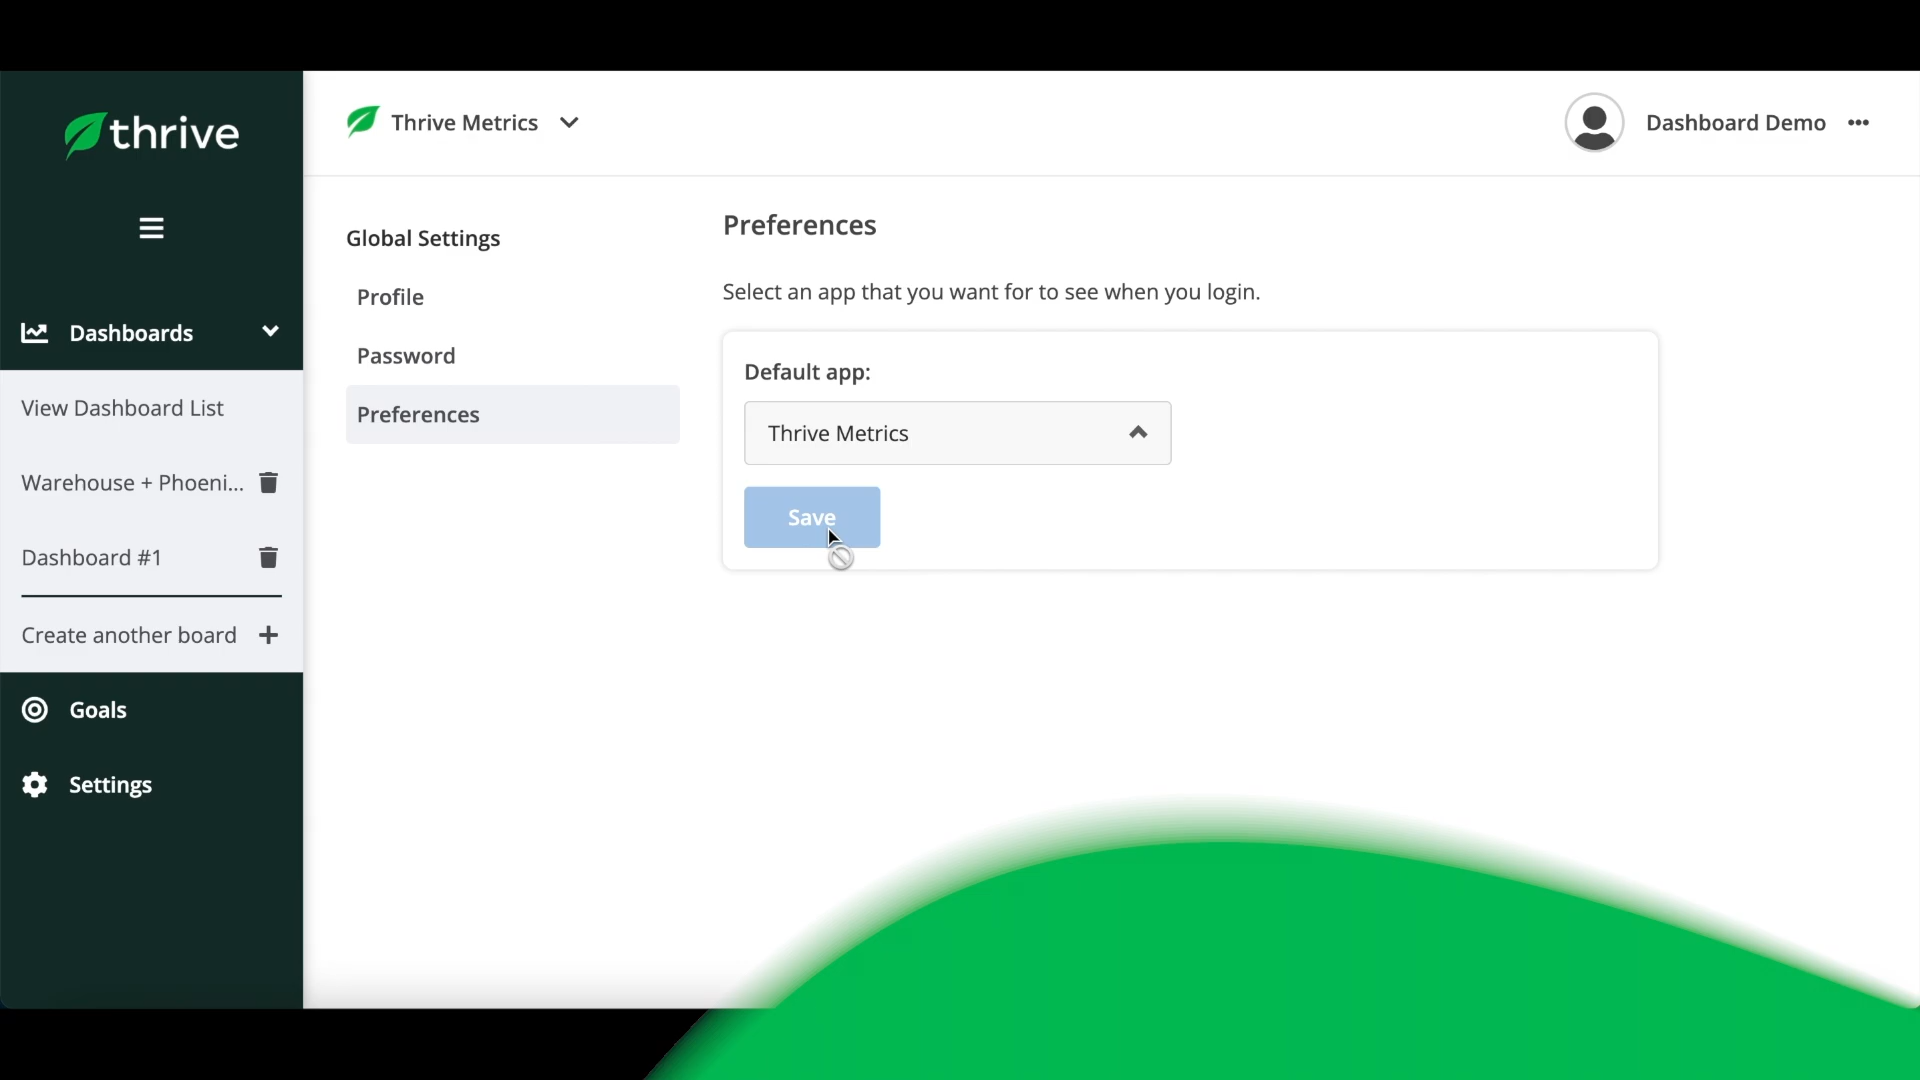 thrive
Thrive Metrics
Dashboard Demo
Dashboards
View Dashboard List
Warehouse + Phoeni...
Dashboard #1
Create another board
Goals
Settings
Global Settings
Profile
Password
Preferences
Preferences
Select an app that you want for to see when you login.
Default app:
Thrive Metrics
Save